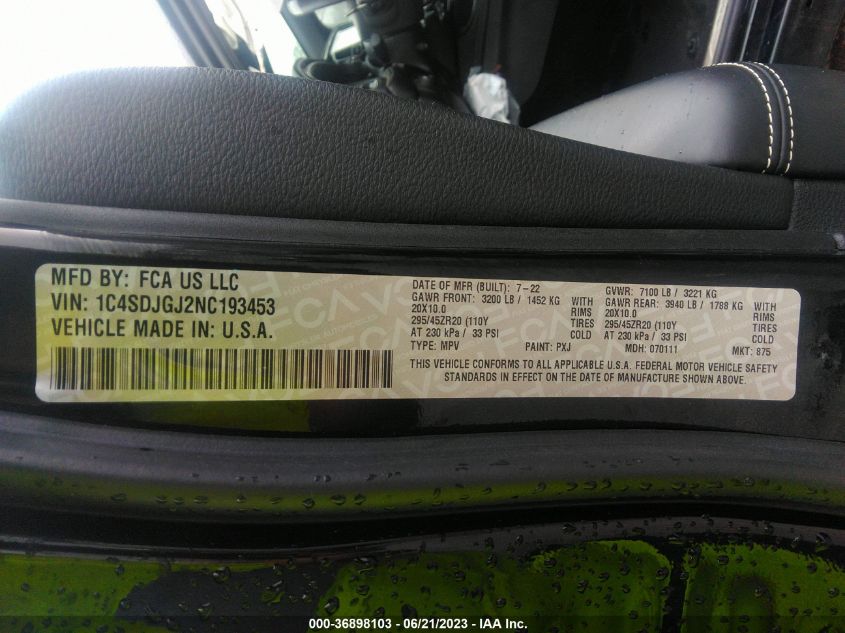 MFD BY: FCA US LLC
VIN: 1C4SDJGJ2NC193453
VEHICLE MADE IN: U.S.A.
DATE OF MFR (BUILT): 7-22 GVWR: 7100 LB / 3221 KG
GAWR FRONT: 3200 LB / 1452 KG WITH GAWR REAR: 3940 LB / 1788 KG WITH
20X10.0 RIMS 20X10.0 RIMS
295/45ZR20 (110Y TIRES 295/45ZR20 (110Y TIRES
AT 230 kPa / 33 PSI COLD AT 230 kPa / 33 PSI COLD
TYPE: MPV PAINT: PXJ MDH: 070111 MKT: 875
THIS VEHICLE CONFORMS TO ALL APPLICABLE U.S.A. FEDERAL MOTOR VEHICLE SAFETY
STANDARDS IN EFFECT ON THE DATE OF MANUFACTURE SHOWN ABOVE.
000-36898103 - 06/21/2023 - IAA Inc.